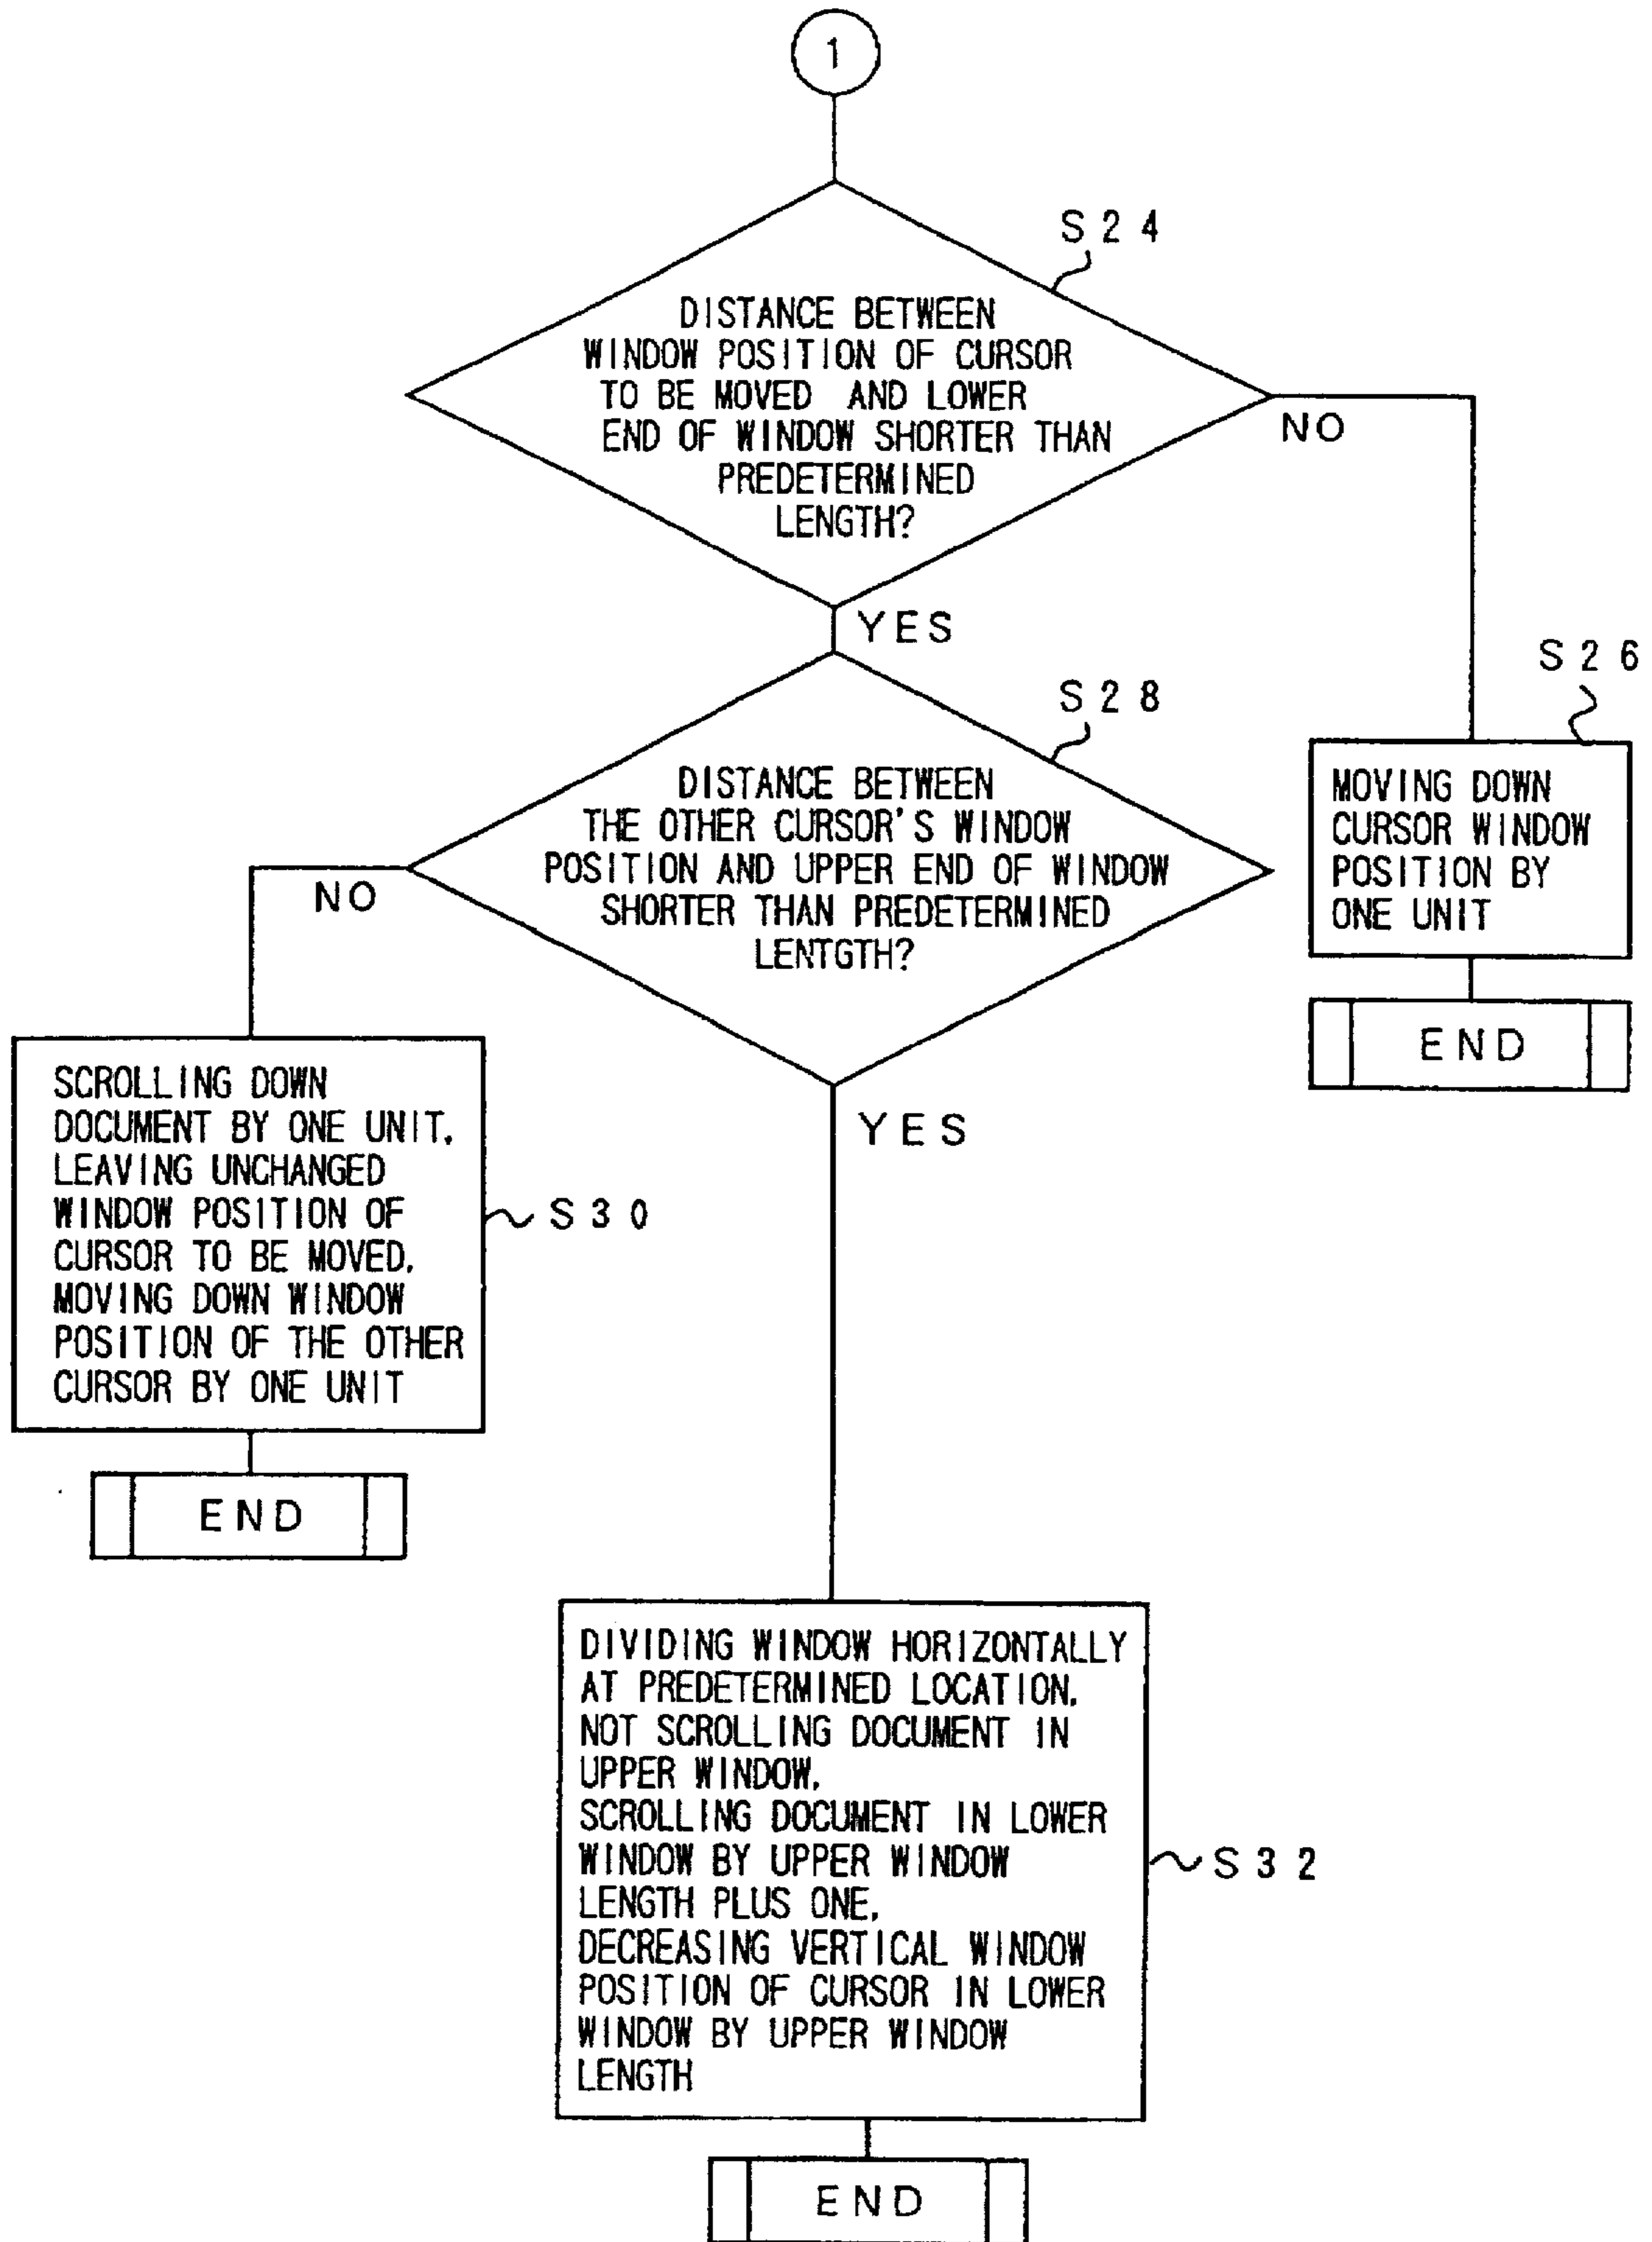 1
S24
DISTANCE BETWEEN
WINDOW POSITION OF CURSOR
TO BE MOVED AND LOWER
END OF WINDOW SHORTER THAN
PREDETERMINED
LENGTH?
NO
YES
S26
MOVING DOWN
CURSOR WINDOW
POSITION BY
ONE UNIT
END
S28
DISTANCE BETWEEN
THE OTHER CURSOR'S WINDOW
POSITION AND UPPER END OF WINDOW
SHORTER THAN PREDETERMINED
LENTGTH?
NO
YES
SCROLLING DOWN
DOCUMENT BY ONE UNIT,
LEAVING UNCHANGED
WINDOW POSITION OF
CURSOR TO BE MOVED,
MOVING DOWN WINDOW
POSITION OF THE OTHER
CURSOR BY ONE UNIT
S30
END
DIVIDING WINDOW HORIZONTALLY
AT PREDETERMINED LOCATION,
NOT SCROLLING DOCUMENT IN
UPPER WINDOW,
SCROLLING DOCUMENT IN LOWER
WINDOW BY UPPER WINDOW
LENGTH PLUS ONE,
DECREASING VERTICAL WINDOW
POSITION OF CURSOR IN LOWER
WINDOW BY UPPER WINDOW
LENGTH
S32
END